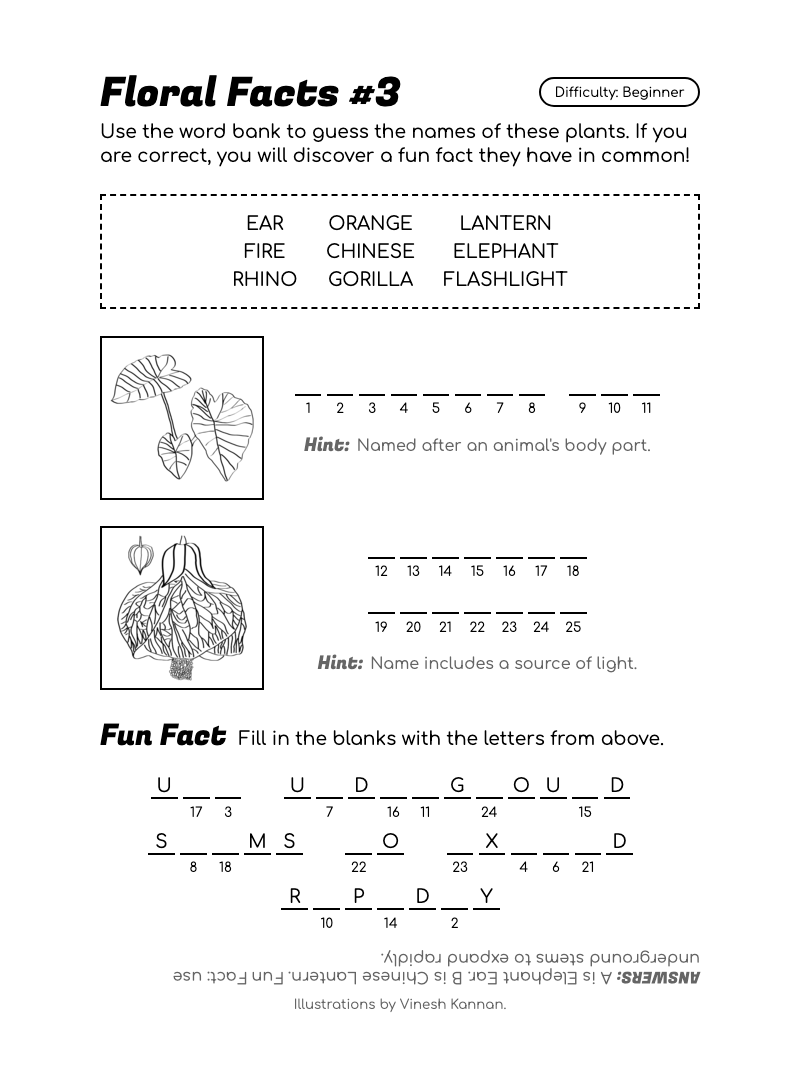 Floral Facts #3
Difficulty: Beginner
Use the word bank to guess the names of these plants. If you
are correct, you will discover a fun fact they have in common!
EAR ORANGE LANTERN
FIRE CHINESE ELEPHANT
RHINO GORILLA FLASHLIGHT
1 2 3 4 5 6 7 8 9 10 11
Hint: Named after an animal's body part.
12 13 14 15 16 17 18
19 20 21 22 23 24 25
Hint: Name includes a source of light.
Fun Fact Fill in the blanks with the letters from above.
U U D G O U D
17 3 7 16 11 24 15
S M S O X D
8 18 22 23 4 6 21
R P D Y
10 14 2
ANSWERS: A is Elephant Ear. B is Chinese Lantern. Fun Fact: use
underground stems to expand rapidly.
Illustrations by Vinesh Kannan.